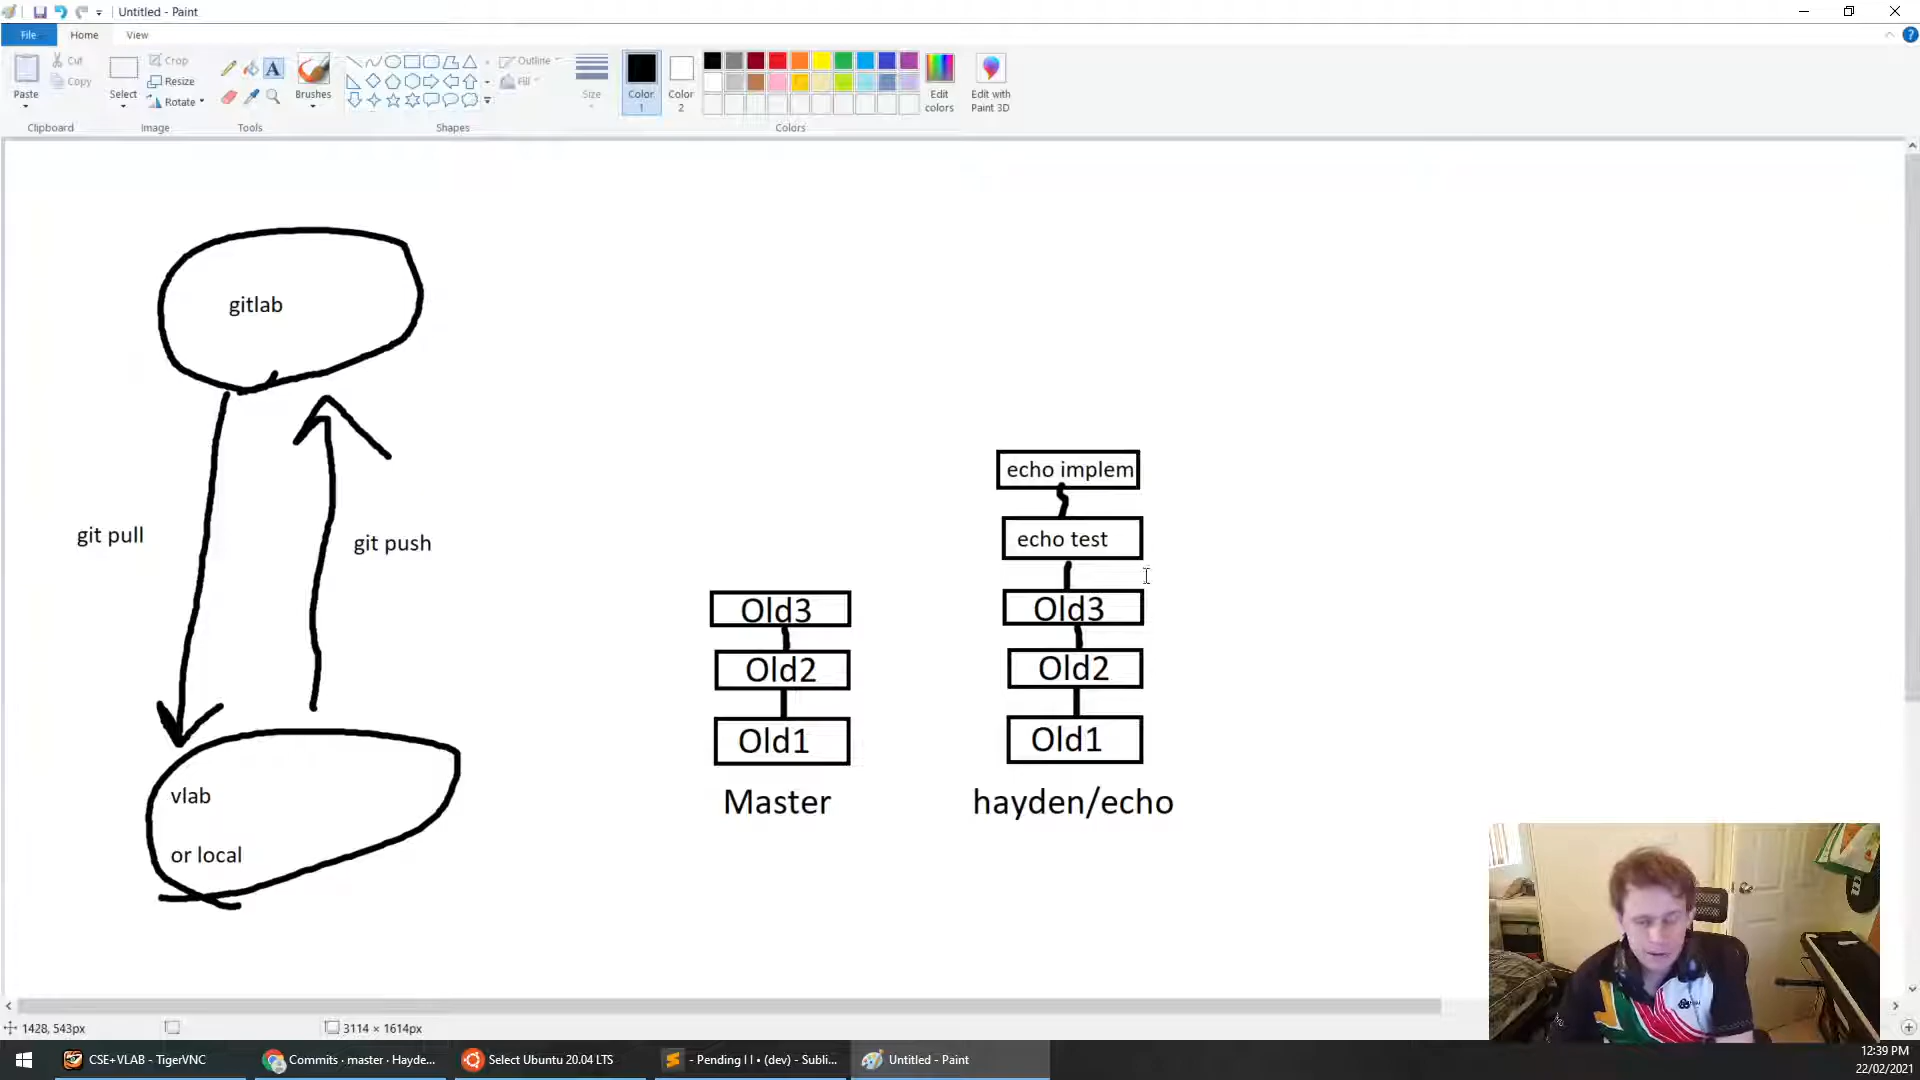 Untitled - Paint
File
Home
View
Paste
Cut
Copy
Clipboard
Select
Crop
Resize
Rotate
Image
A
Tools
Brushes
Outline
Fill
Shapes
Size
Color
1
Color
2
Edit
colors
Edit with
Paint 3D
Colors
gitlab
git pull
git push
vlab
or local
Old3
Old2
Old1
Master
echo implem
echo test
Old3
Old2
Old1
hayden/echo
1428, 543px
3114 × 1614px
CSE+VLAB - TigerVNC
Commits · master · Hayde...
Select Ubuntu 20.04 LTS
- Pending I I • (dev) - Subli...
Untitled - Paint
12:39 PM
22/02/2021